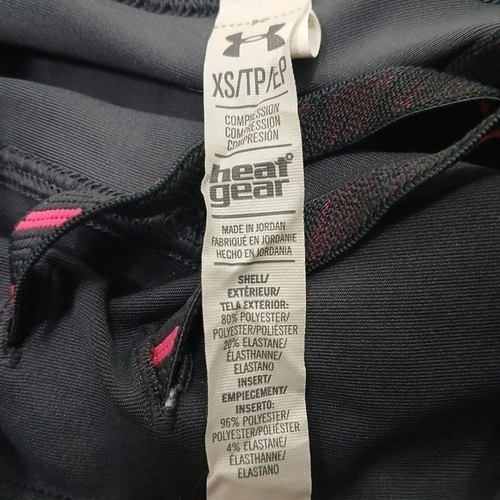 XS/TP/EP
COMPRESSION
COMPRESSION
COMPRESIÓN
heat
gear
MADE IN JORDAN
FABRIQUÉ EN JORDANIE
HECHO EN JORDANIA
SHELL/
EXTÉRIEUR/
TELA EXTERIOR:
80% POLYESTER/
POLYESTER/POLIÉSTER
20% ELASTANE/
ÉLASTHANNE/
ELASTANO
INSERT/
EMPIECEMENT/
INSERTO:
96% POLYESTER/
POLYESTER/POLIÉSTER
4% ELASTANE/
ÉLASTHANNE/
ELASTANO